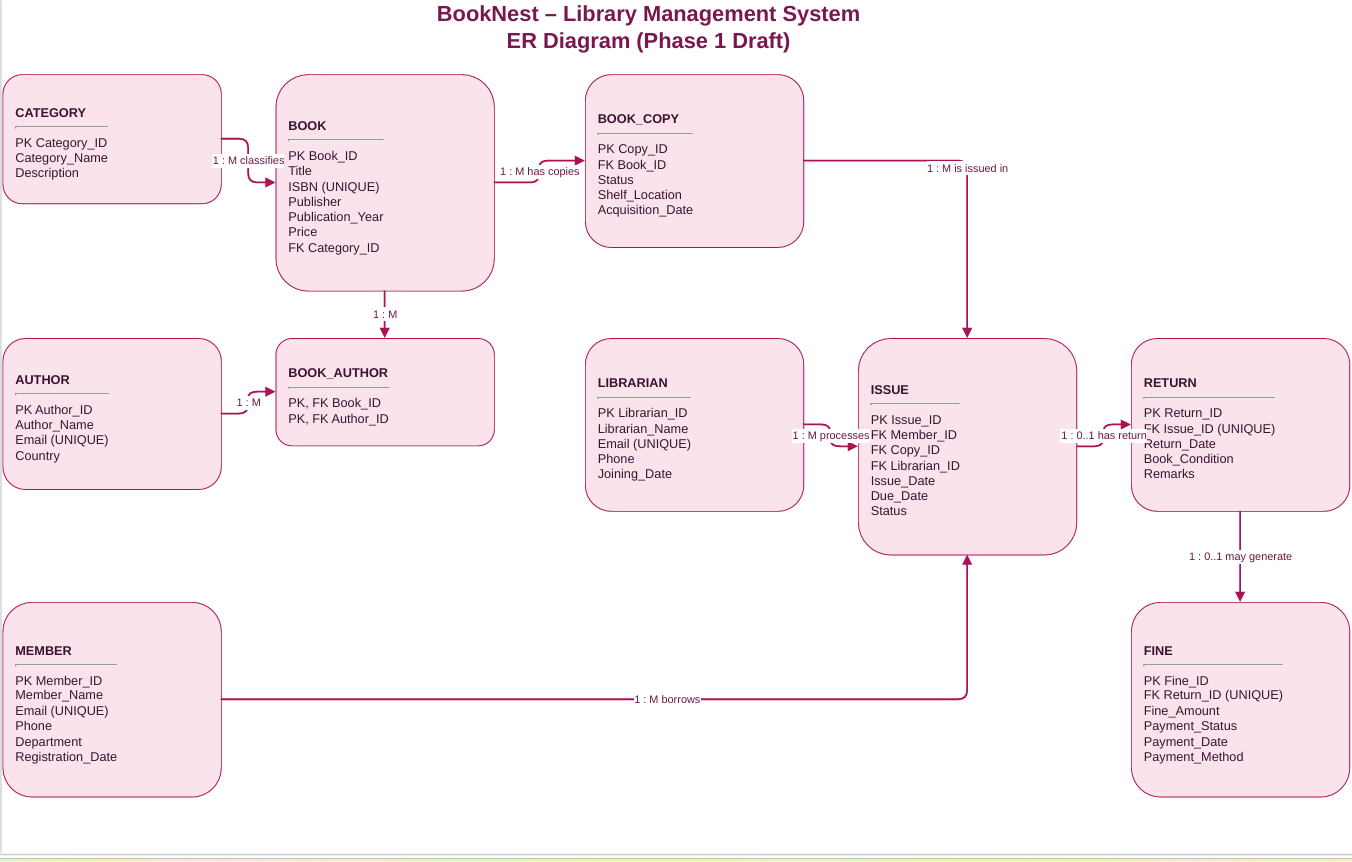 BookNest – Library Management System
ER Diagram (Phase 1 Draft)
CATEGORY
PK Category_ID
Category_Name
Description
1 : M classifies
BOOK
PK Book_ID
Title
ISBN (UNIQUE)
Publisher
Publication_Year
Price
FK Category_ID
1 : M has copies
BOOK_COPY
PK Copy_ID
FK Book_ID
Status
Shelf_Location
Acquisition_Date
1 : M is issued in
1 : M
AUTHOR
PK Author_ID
Author_Name
Email (UNIQUE)
Country
1 : M
BOOK_AUTHOR
PK, FK Book_ID
PK, FK Author_ID
LIBRARIAN
PK Librarian_ID
Librarian_Name
Email (UNIQUE)
Phone
Joining_Date
1 : M processes
ISSUE
PK Issue_ID
FK Member_ID
FK Copy_ID
FK Librarian_ID
Issue_Date
Due_Date
Status
1 : 0..1 has return
RETURN
PK Return_ID
FK Issue_ID (UNIQUE)
Return_Date
Book_Condition
Remarks
1 : 0..1 may generate
MEMBER
PK Member_ID
Member_Name
Email (UNIQUE)
Phone
Department
Registration_Date
1 : M borrows
FINE
PK Fine_ID
FK Return_ID (UNIQUE)
Fine_Amount
Payment_Status
Payment_Date
Payment_Method